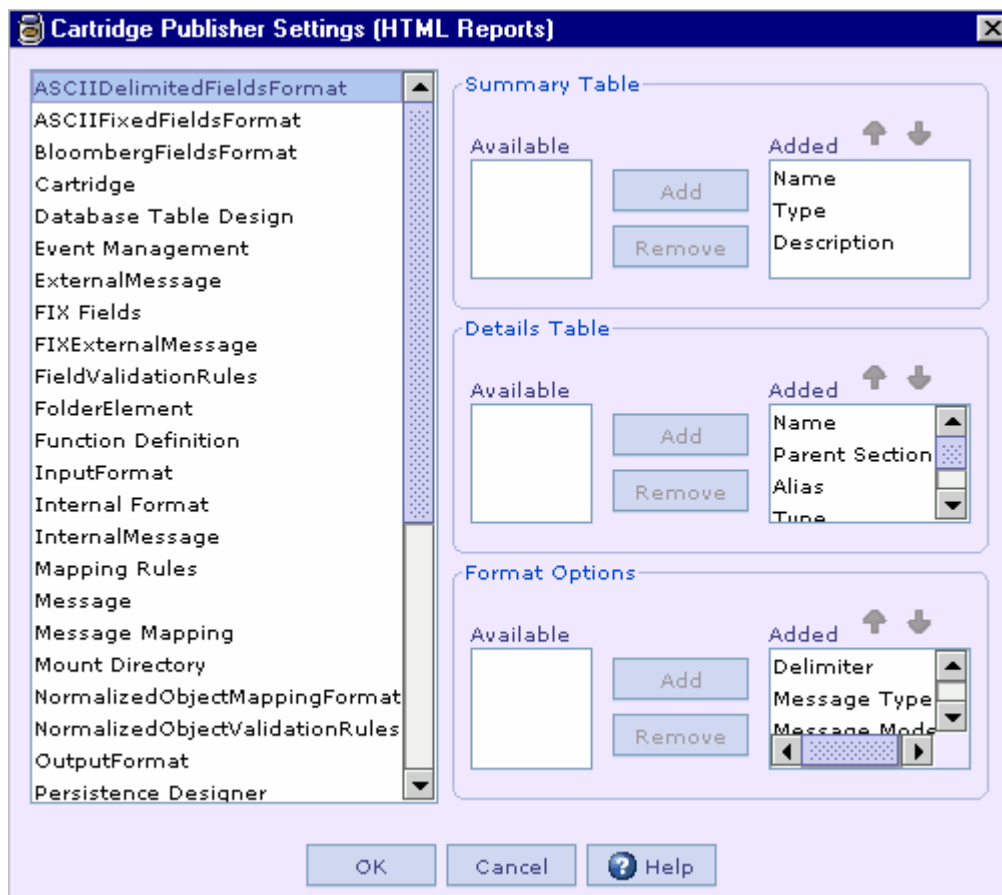 Cartridge Publisher Settings (HTML Reports)
ASCIIDelimitedFieldsFormat
ASCIIFixedFieldsFormat
BloombergFieldsFormat
Cartridge
Database Table Design
Event Management
ExternalMessage
FIX Fields
FIXExternalMessage
FieldValidationRules
FolderElement
Function Definition
InputFormat
Internal Format
InternalMessage
Mapping Rules
Message
Message Mapping
Mount Directory
NormalizedObjectMappingFormat
NormalizedObjectValidationRules
OutputFormat
Persistence Designer
Summary Table
Available
Added
Add
Remove
Name
Type
Description
Details Table
Available
Added
Add
Remove
Name
Parent Section
Alias
Type
Format Options
Available
Added
Add
Remove
Delimiter
Message Type
Message Mode
OK
Cancel
Help